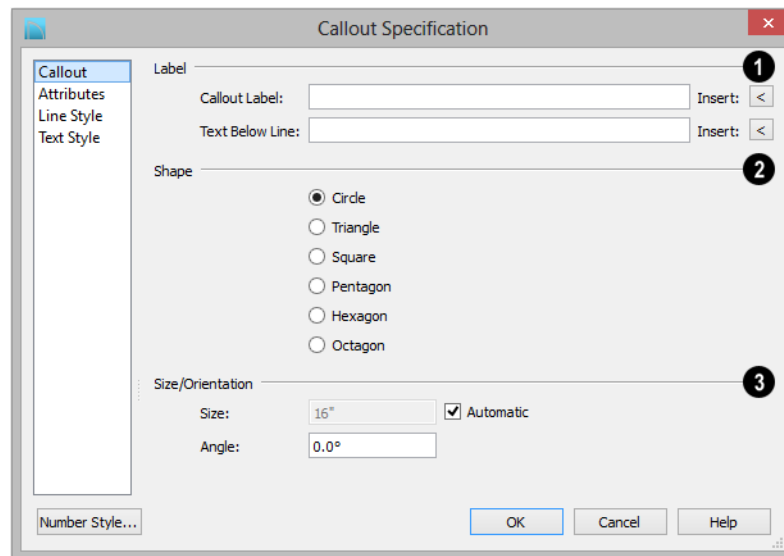 Callout Specification
Callout
Attributes
Line Style
Text Style
Label
1
Callout Label:
Insert: <
Text Below Line:
Insert: <
Shape
2
Circle
Triangle
Square
Pentagon
Hexagon
Octagon
Size/Orientation
3
Size: 16" Automatic
Angle: 0.0°
Number Style... OK Cancel Help